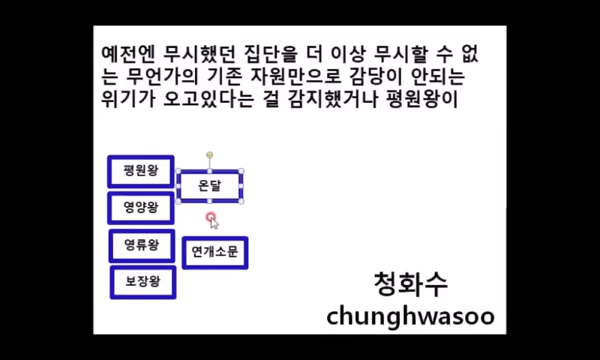 예전엔 무시했던 집단을 더 이상 무시할 수 없
는 무언가의 기존 자원만으로 감당이 안되는
위기가 오고있다는 걸 감지했거나 평원왕이
평원왕
온달
영양왕
영류왕
연개소문
보장왕
청화수
chunghwasoo